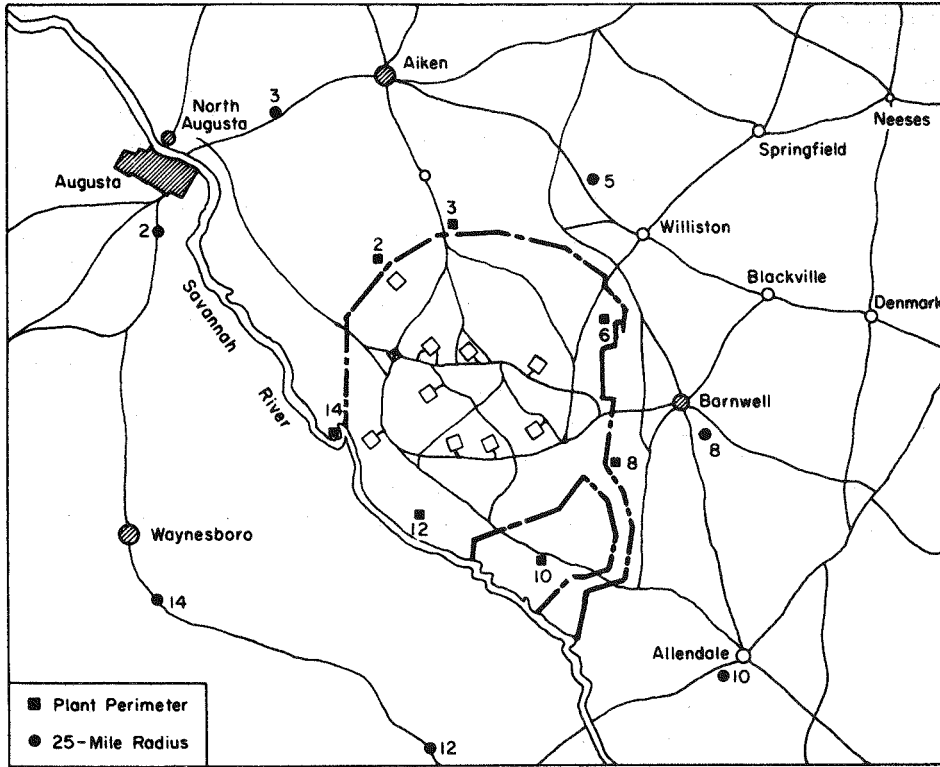 Aiken
3
North
Augusta
Neeses
Springfield
Augusta
5
2
3
Williston
2
Blackville
Denmark
Savannah
River
6
14
Barnwell
8
8
12
Waynesboro
10
14
Allendale
10
Plant Perimeter
25-Mile Radius
12